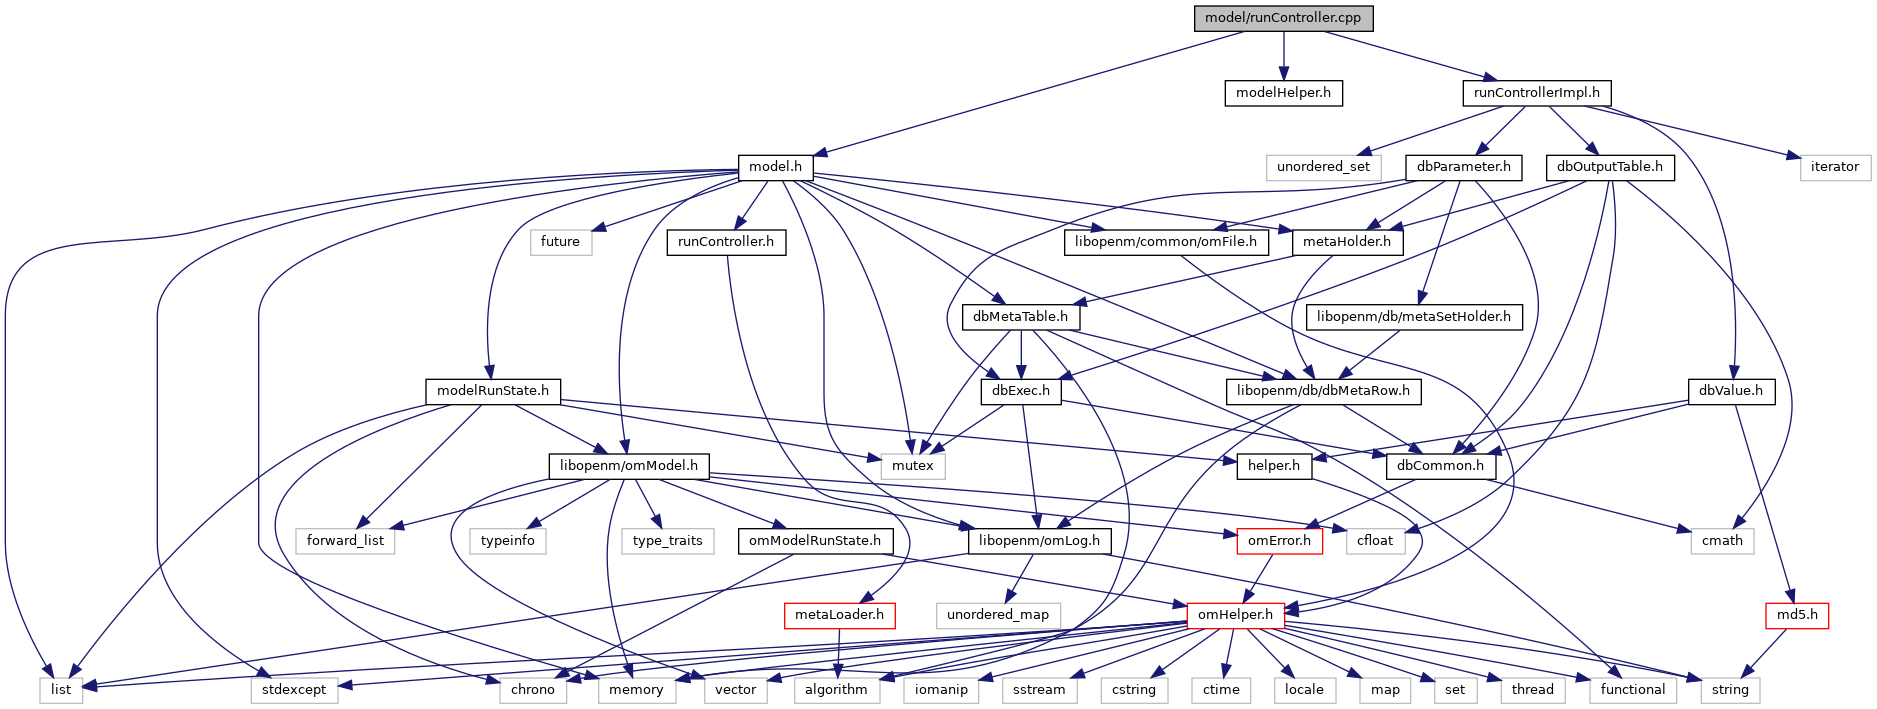 model/runController.cpp
modelHelper.h
runControllerImpl.h
model.h
unordered_set
dbParameter.h
dbOutputTable.h
iterator
future
runController.h
libopenm/common/omFile.h
metaHolder.h
dbMetaTable.h
libopenm/db/metaSetHolder.h
modelRunState.h
dbExec.h
libopenm/db/dbMetaRow.h
dbValue.h
libopenm/omModel.h
mutex
helper.h
dbCommon.h
forward_list
typeinfo
type_traits
omModelRunState.h
libopenm/omLog.h
omError.h
cfloat
cmath
metaLoader.h
unordered_map
omHelper.h
md5.h
list
stdexcept
chrono
memory
vector
algorithm
iomanip
sstream
cstring
ctime
locale
map
set
thread
functional
string